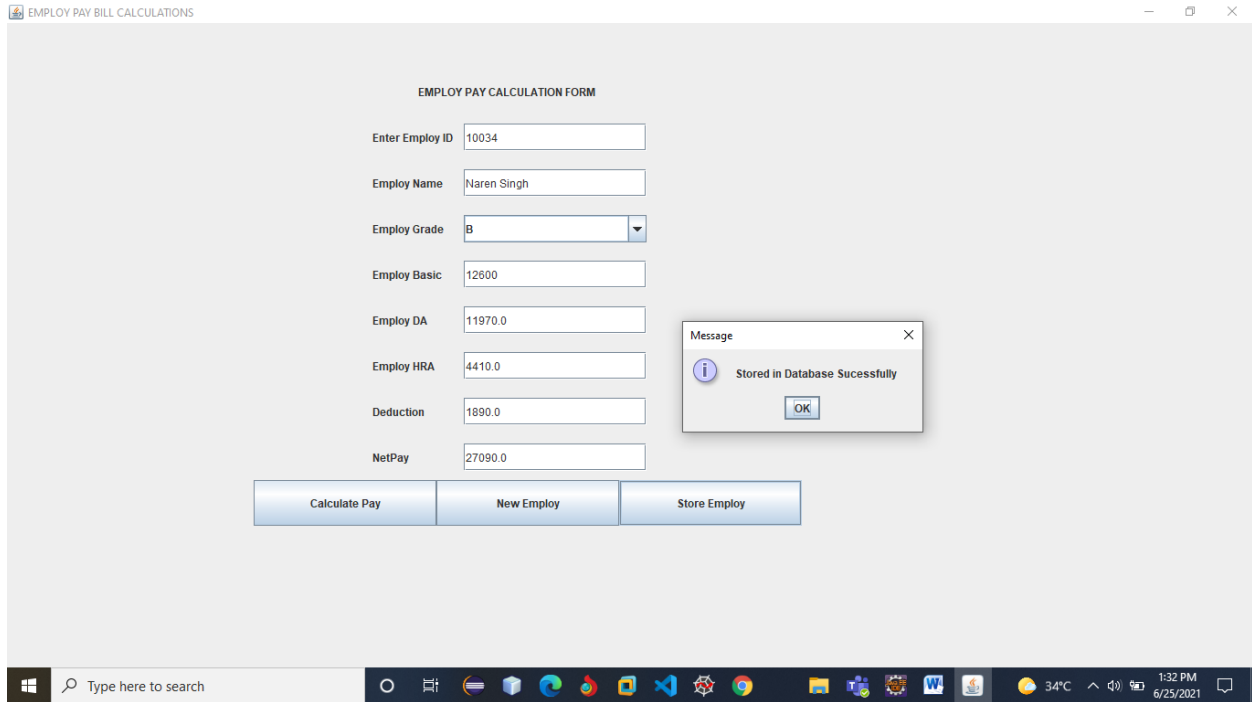 EMPLOY PAY BILL CALCULATIONS
EMPLOY PAY CALCULATION FORM
Enter Employ ID 10034
Employ Name Naren Singh
Employ Grade B
Employ Basic 12600
Employ DA 11970.0
Message
Employ HRA 4410.0
Stored in Database Sucessfully
OK
Deduction 1890.0
NetPay 27090.0
Calculate Pay New Employ Store Employ
Type here to search
34°C
1:32 PM
6/25/2021